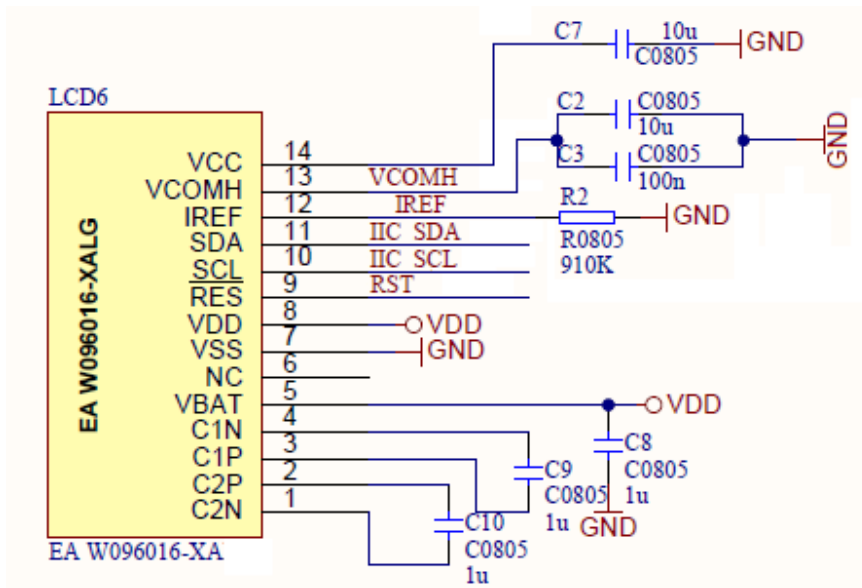 C7 10u
C0805
GND
LCD6
C2 C0805
10u
C3 C0805
100n
GND
VCC 14
VCOMH 13 VCOMH
IREF 12 IREF
R2
R0805
910K
GND
SDA 11 IIC_SDA
SCL 10 IIC_SCL
RES 9 RST
VDD 8 VDD
VSS 7 GND
NC 6
VBAT 5 VDD
C1N 4
C1P 3
C2P 2
C2N 1
EA W096016-XALG
C8
C0805
1u
GND
C9
C0805
1u
C10
C0805
1u
EA W096016-XA